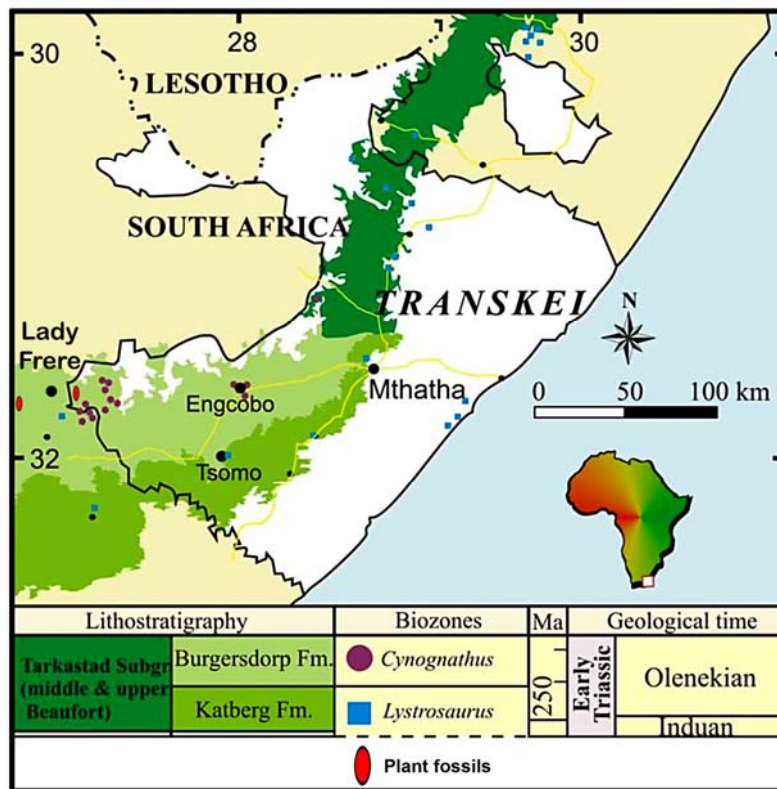 28 30
30
LESOTHO
SOUTH AFRICA
TRANSKEI
N
Lady
Frere
Mthatha
0 50 100 km
Engcobo
32
Tsomo
Lithostratigraphy Biozones Ma Geological time
Tarkastad Subgr
(middle & upper
Beaufort)
Burgersdorp Fm.
Katberg Fm.
Cynognathus
Lystrosaurus
250
Early
Triassic
Olenekian
Induan
Plant fossils